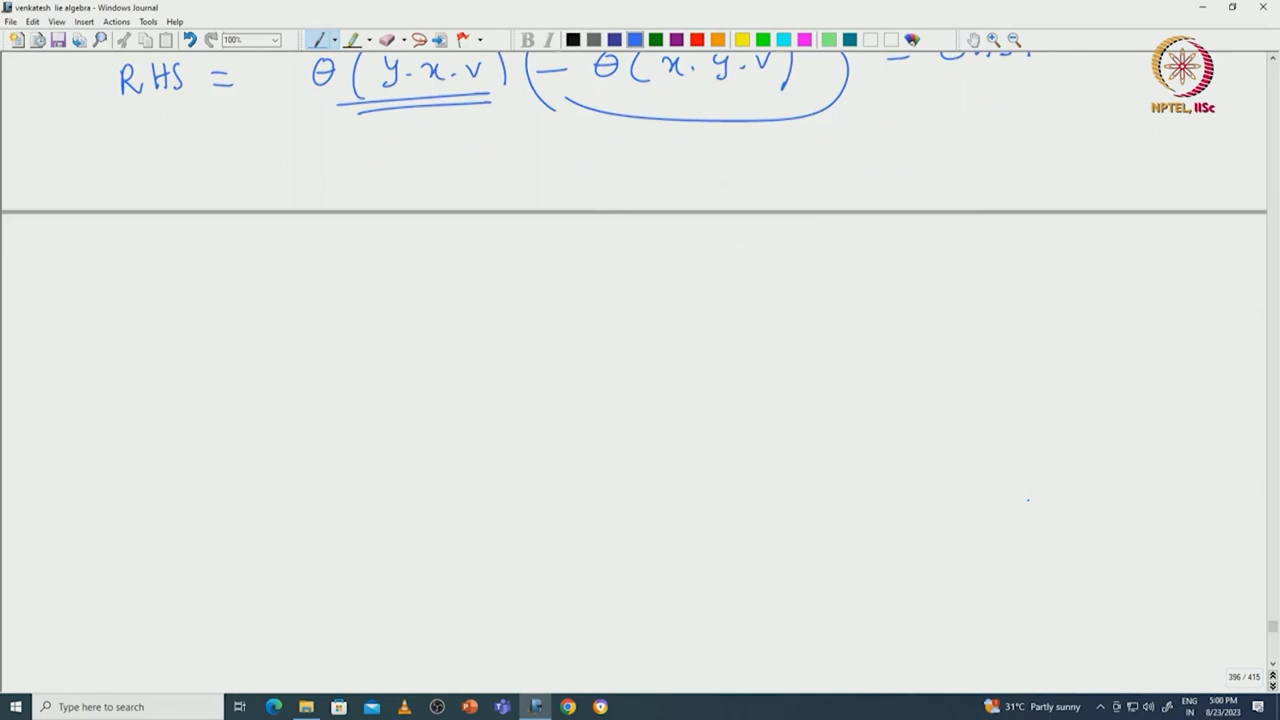 venkatesh lie algebra - Windows Journal
File Edit View Insert Actions Tools Help
100%
RHS = θ(y·x·v) (- θ(x·y·v)) =
NPTEL, IISc
396 / 415
Type here to search
31°C Partly sunny
ENG
IN
5:00 PM
8/23/2023